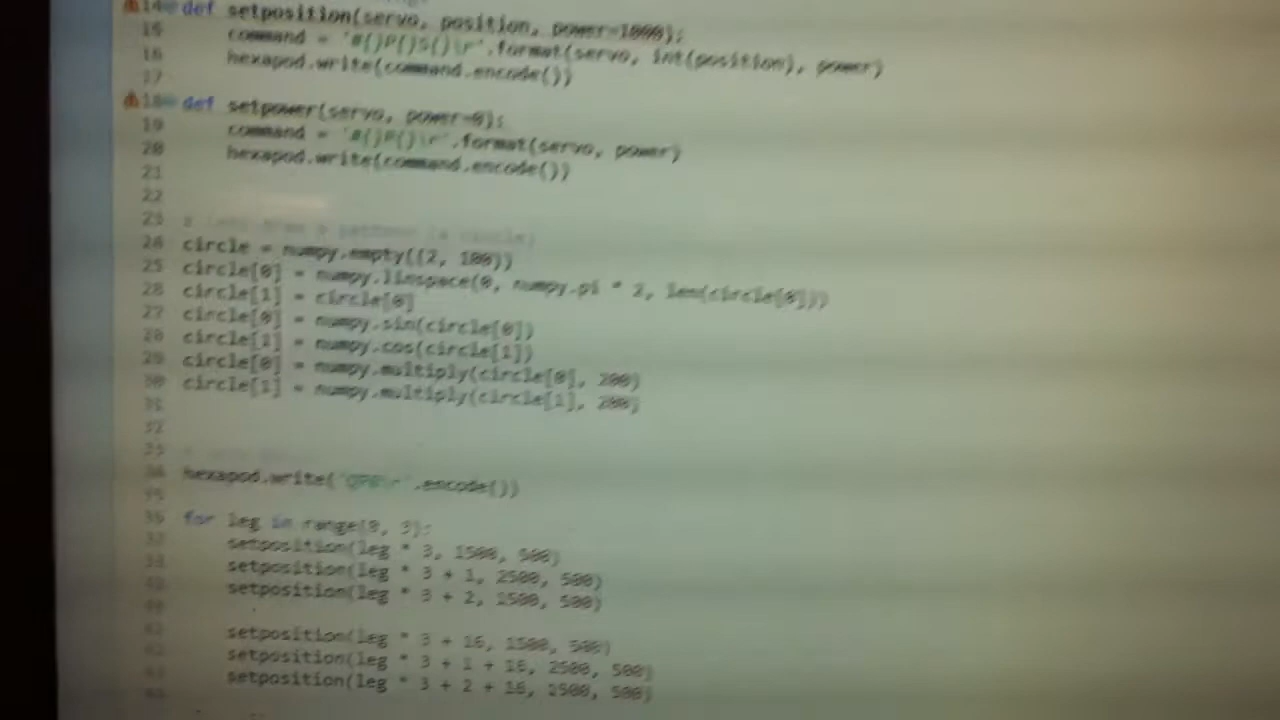 14 def setposition(servo, position, power=1000):
15 command = '#{}P{}S{}\r'.format(servo, int(position), power)
16 hexapod.write(command.encode())
17
18 def setpower(servo, power=0):
19 command = '#{}P{}\r'.format(servo, power)
20 hexapod.write(command.encode())
21
22
23 a pattern (a circle)
24 circle = numpy.empty((2, 100))
25 circle[0] = numpy.linspace(0, numpy.pi * 2, len(circle[0]))
26 circle[1] = circle[0]
27 circle[0] = numpy.sin(circle[0])
28 circle[1] = numpy.cos(circle[1])
29 circle[0] = numpy.multiply(circle[0], 200)
30 circle[1] = numpy.multiply(circle[1], 200)
31
32
33
34 hexapod.write('QP0\r'.encode())
35
36 for leg in range(0, 3):
37 setposition(leg * 3, 1500, 500)
38 setposition(leg * 3 + 1, 2500, 500)
39 setposition(leg * 3 + 2, 1500, 500)
40
41 setposition(leg * 3 + 16, 1500, 500)
42 setposition(leg * 3 + 1 + 16, 2500, 500)
43 setposition(leg * 3 + 2 + 16, 1500, 500)
44